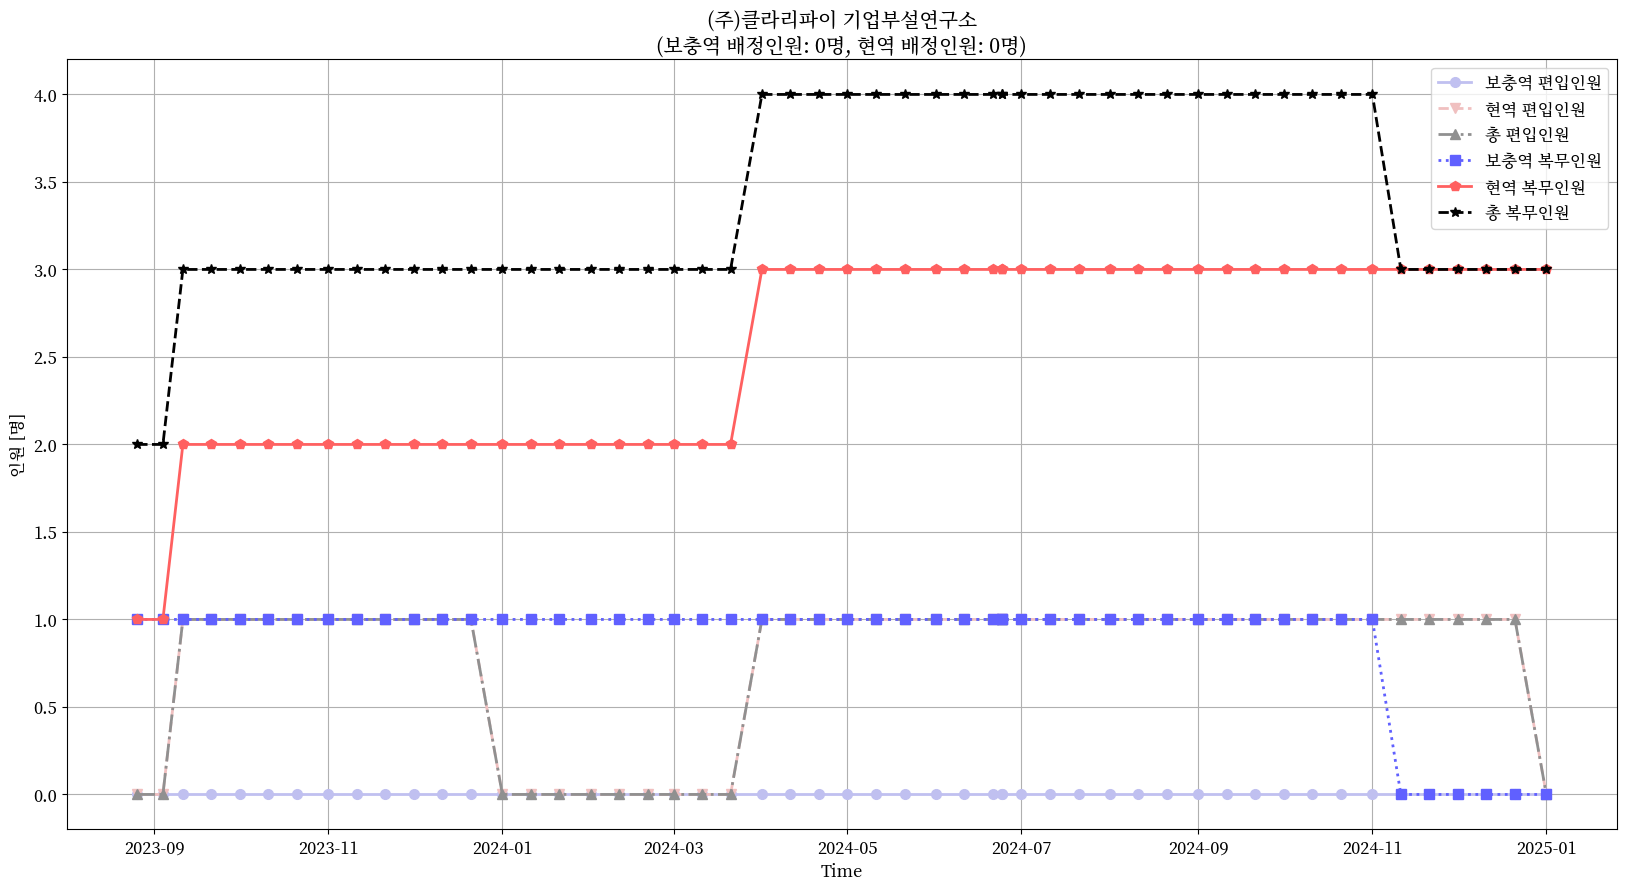 (주)클라리파이 기업부설연구소
(보충역 배정인원: 0명, 현역 배정인원: 0명)
보충역 편입인원
현역 편입인원
총 편입인원
보충역 복무인원
현역 복무인원
총 복무인원
인원 [명]
4.0
3.5
3.0
2.5
2.0
1.5
1.0
0.5
0.0
2023-09
2023-11
2024-01
2024-03
2024-05
2024-07
2024-09
2024-11
2025-01
Time